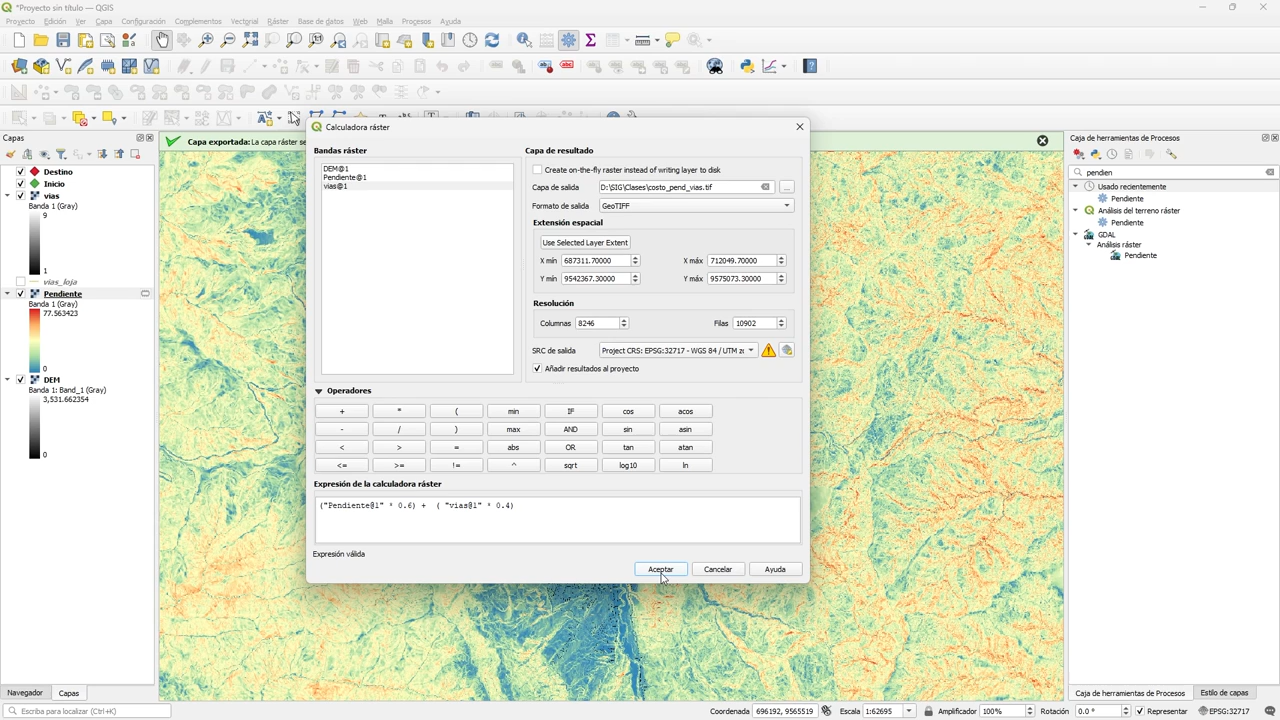 *Proyecto sin título — QGIS
Proyecto Edición Ver Capa Configuración Complementos Vectorial Ráster Base de datos Web Malla Procesos Ayuda
Capas
Destino
Inicio
vias
Banda 1 (Gray)
9
1
vias_loja
Pendiente
Banda 1 (Gray)
77.563423
0
DEM
Banda 1: Band_1 (Gray)
3,531.662354
0
Navegador Capas
Capa exportada: La capa ráster se
Calculadora ráster
Bandas ráster
DEM@1
Pendiente@1
vias@1
Capa de resultado
Create on-the-fly raster instead of writing layer to disk
Capa de salida D:\SIG\Clases\costo_pend_vias.tif ...
Formato de salida GeoTIFF
Extensión espacial
Use Selected Layer Extent
X mín 687311.70000 X máx 712049.70000
Y mín 9542367.30000 Y máx 9575073.30000
Resolución
Columnas 8246 Filas 10902
SRC de salida Project CRS: EPSG:32717 - WGS 84 / UTM zo
Añadir resultados al proyecto
Operadores
+ * ( min IF cos acos
- / ) max AND sin asin
< > = abs OR tan atan
<= >= != ^ sqrt log10 ln
Expresión de la calculadora ráster
("Pendiente@1" * 0.6) + ( "vias@1" * 0.4)
Expresión válida
Aceptar Cancelar Ayuda
Caja de herramientas de Procesos
pendien
Usado recientemente
Pendiente
Análisis del terreno ráster
Pendiente
GDAL
Análisis ráster
Pendiente
Caja de herramientas de Procesos Estilo de capas
Escriba para localizar (Ctrl+K) Coordenada 696192, 9565519 Escala 1:62695 Amplificador 100% Rotación 0.0 ° Representar EPSG:32717